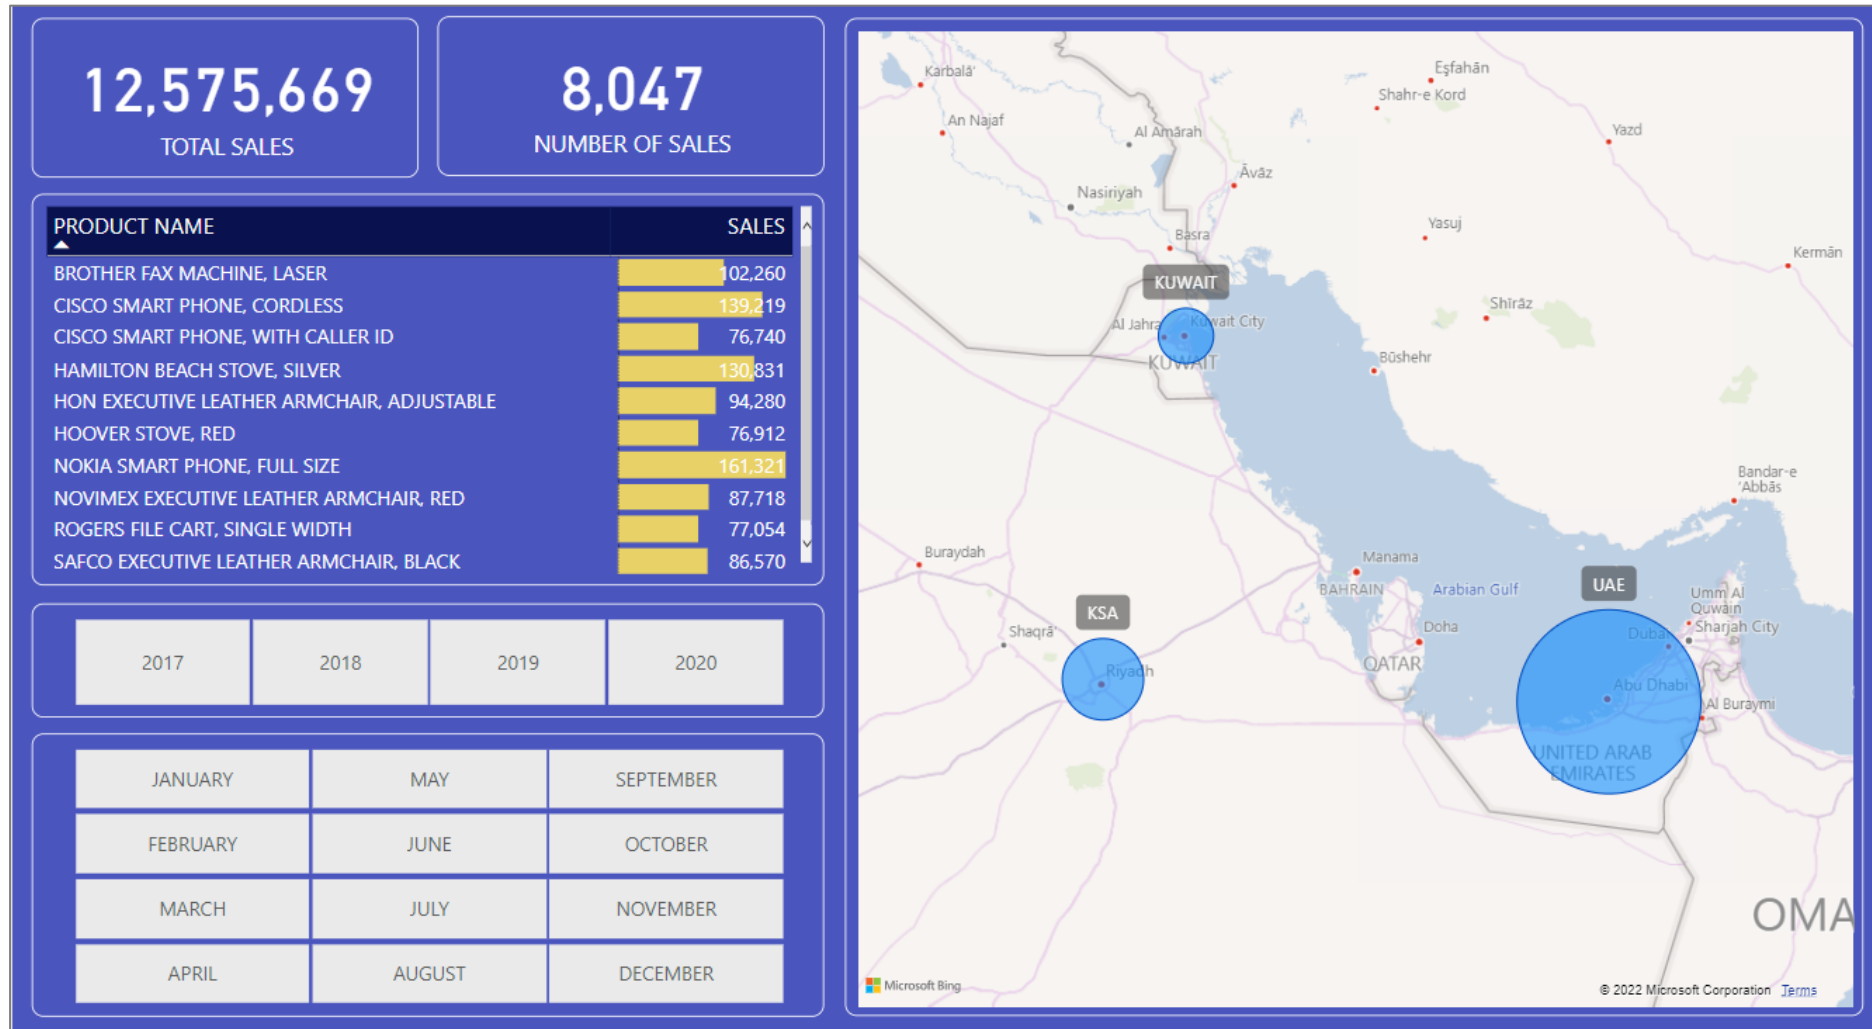 12,575,669
TOTAL SALES
8,047
NUMBER OF SALES
PRODUCT NAME SALES
BROTHER FAX MACHINE, LASER 102,260
CISCO SMART PHONE, CORDLESS 139,219
CISCO SMART PHONE, WITH CALLER ID 76,740
HAMILTON BEACH STOVE, SILVER 130,831
HON EXECUTIVE LEATHER ARMCHAIR, ADJUSTABLE 94,280
HOOVER STOVE, RED 76,912
NOKIA SMART PHONE, FULL SIZE 161,321
NOVIMEX EXECUTIVE LEATHER ARMCHAIR, RED 87,718
ROGERS FILE CART, SINGLE WIDTH 77,054
SAFCO EXECUTIVE LEATHER ARMCHAIR, BLACK 86,570
2017 2018 2019 2020
JANUARY MAY SEPTEMBER
FEBRUARY JUNE OCTOBER
MARCH JULY NOVEMBER
APRIL AUGUST DECEMBER
Karbalā'
Eşfahān
Shahr-e Kord
An Najaf
Al Amārah
Yazd
Āvāz
Nasiriyah
Yasuj
Basra
Kermān
KUWAIT
Shīrāz
Al Jahra
Kuwait City
KUWAIT
Būshehr
Bandar-e
'Abbās
Buraydah
Manama
BAHRAIN
Arabian Gulf
UAE
Umm Al
Quwain
KSA
Shaqrā'
Doha
Dubai
Sharjah City
QATAR
Riyadh
Abu Dhabi
Al Buraymi
UNITED ARAB
EMIRATES
OMA
Microsoft Bing
© 2022 Microsoft Corporation Terms